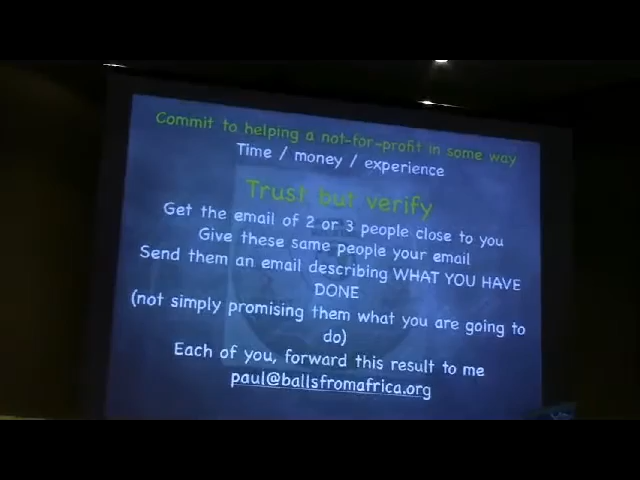 Commit to helping a not-for-profit in some way
Time / money / experience
Trust but verify
Get the email of 2 or 3 people close to you
Give these same people your email
Send them an email describing WHAT YOU HAVE
DONE
(not simply promising them what you are going to
do)
Each of you, forward this result to me
paul@ballsfromafrica.org